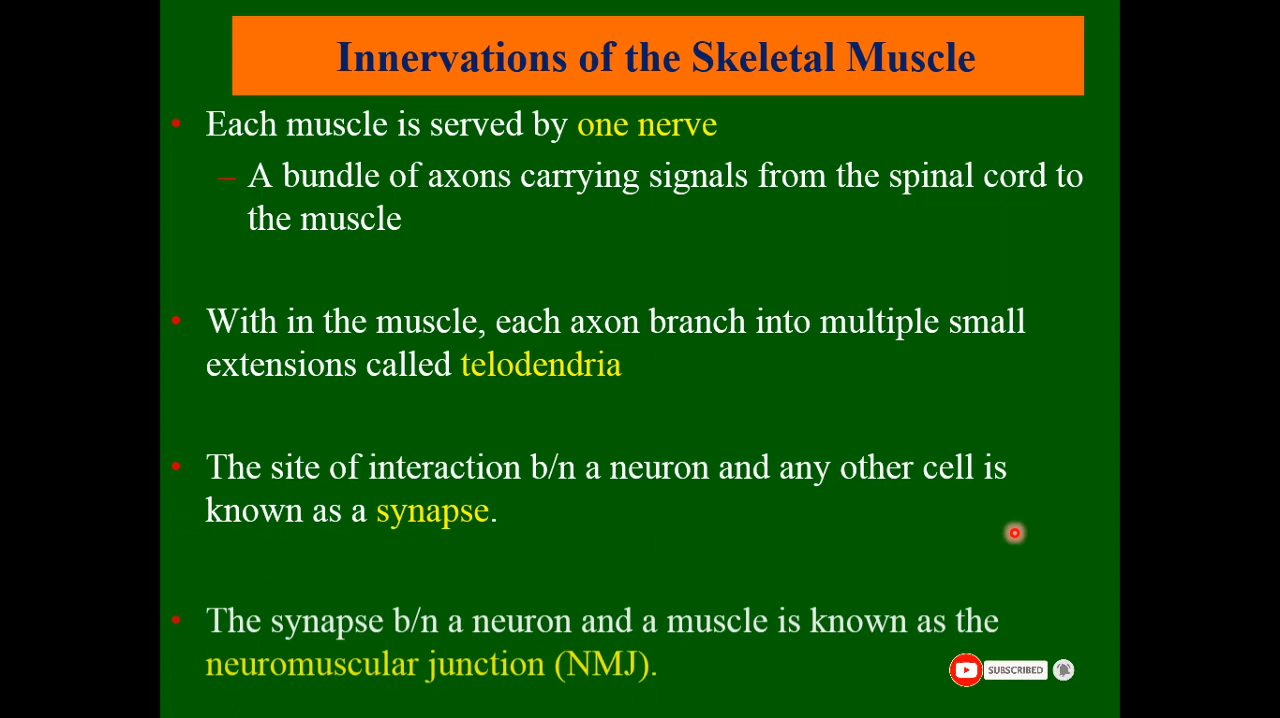 Innervations of the Skeletal Muscle
• Each muscle is served by one nerve
– A bundle of axons carrying signals from the spinal cord to
the muscle
• With in the muscle, each axon branch into multiple small
extensions called telodendria
• The site of interaction b/n a neuron and any other cell is
known as a synapse.
• The synapse b/n a neuron and a muscle is known as the
neuromuscular junction (NMJ).
SUBSCRIBED